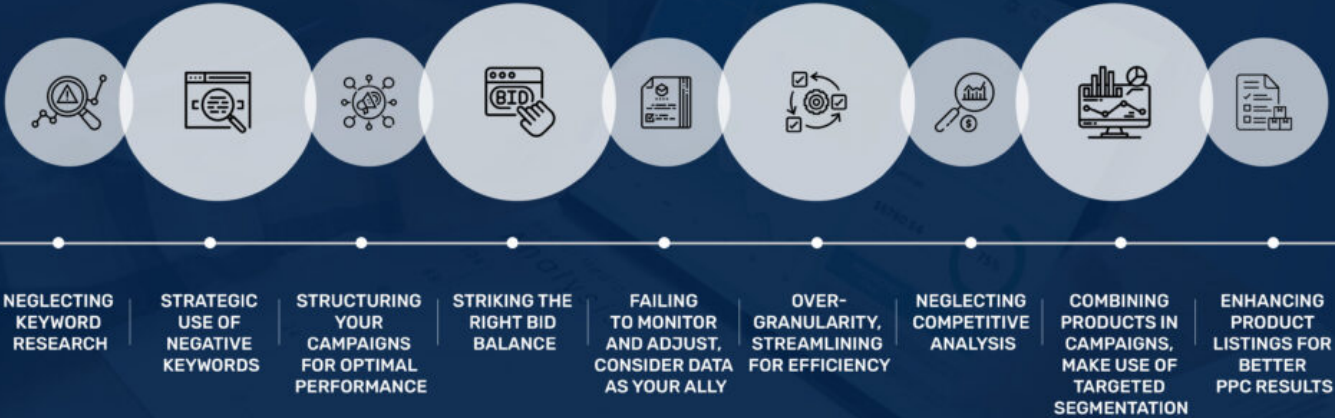 BID
NEGLECTING
KEYWORD
RESEARCH
STRATEGIC
USE OF
NEGATIVE
KEYWORDS
STRUCTURING
YOUR
CAMPAIGNS
FOR OPTIMAL
PERFORMANCE
STRIKING THE
RIGHT BID
BALANCE
FAILING
TO MONITOR
AND ADJUST,
CONSIDER DATA
AS YOUR ALLY
OVER-
GRANULARITY,
STREAMLINING
FOR EFFICIENCY
NEGLECTING
COMPETITIVE
ANALYSIS
COMBINING
PRODUCTS IN
CAMPAIGNS,
MAKE USE OF
TARGETED
SEGMENTATION
ENHANCING
PRODUCT
LISTINGS FOR
BETTER
PPC RESULTS